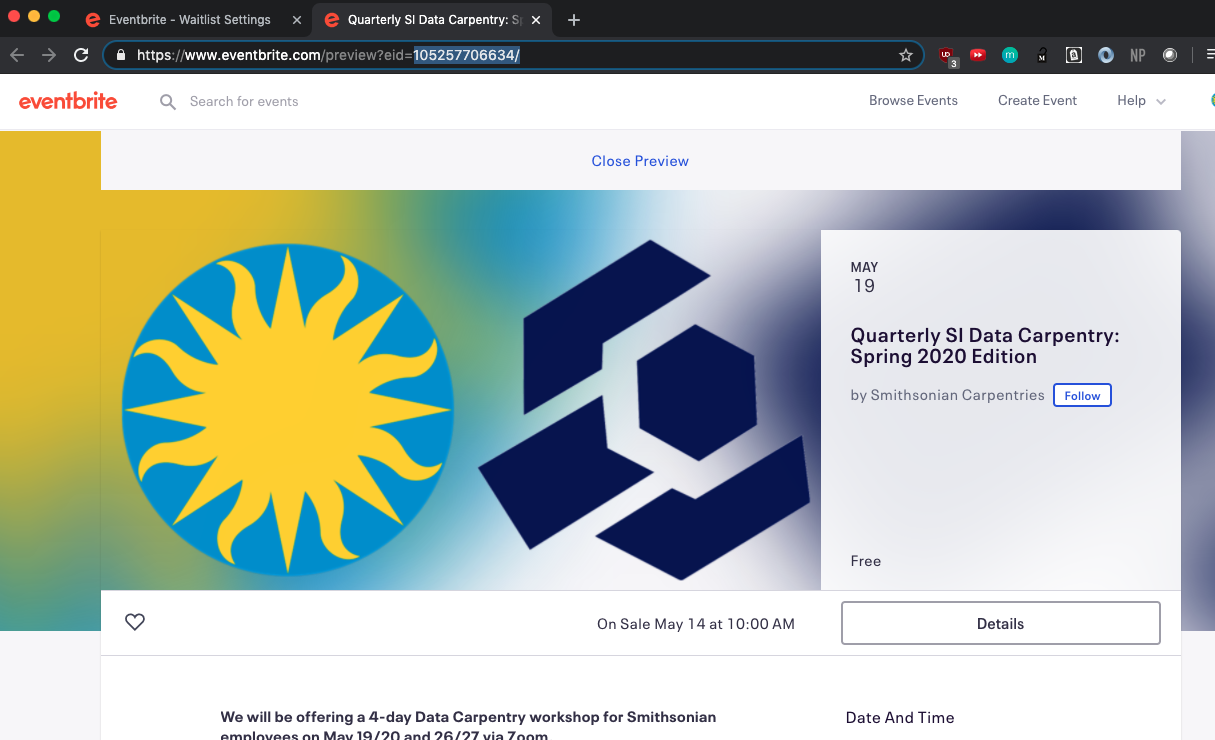 Eventbrite - Waitlist Settings
Quarterly SI Data Carpentry: Sp
https://www.eventbrite.com/preview?eid=105257706634/
3
m
M
NP
eventbrite
Search for events
Browse Events
Create Event
Help
Close Preview
MAY
19
Quarterly SI Data Carpentry:
Spring 2020 Edition
by Smithsonian Carpentries
Follow
Free
On Sale May 14 at 10:00 AM
Details
We will be offering a 4-day Data Carpentry workshop for Smithsonian
employees on May 19/20 and 26/27 via Zoom.
Date And Time